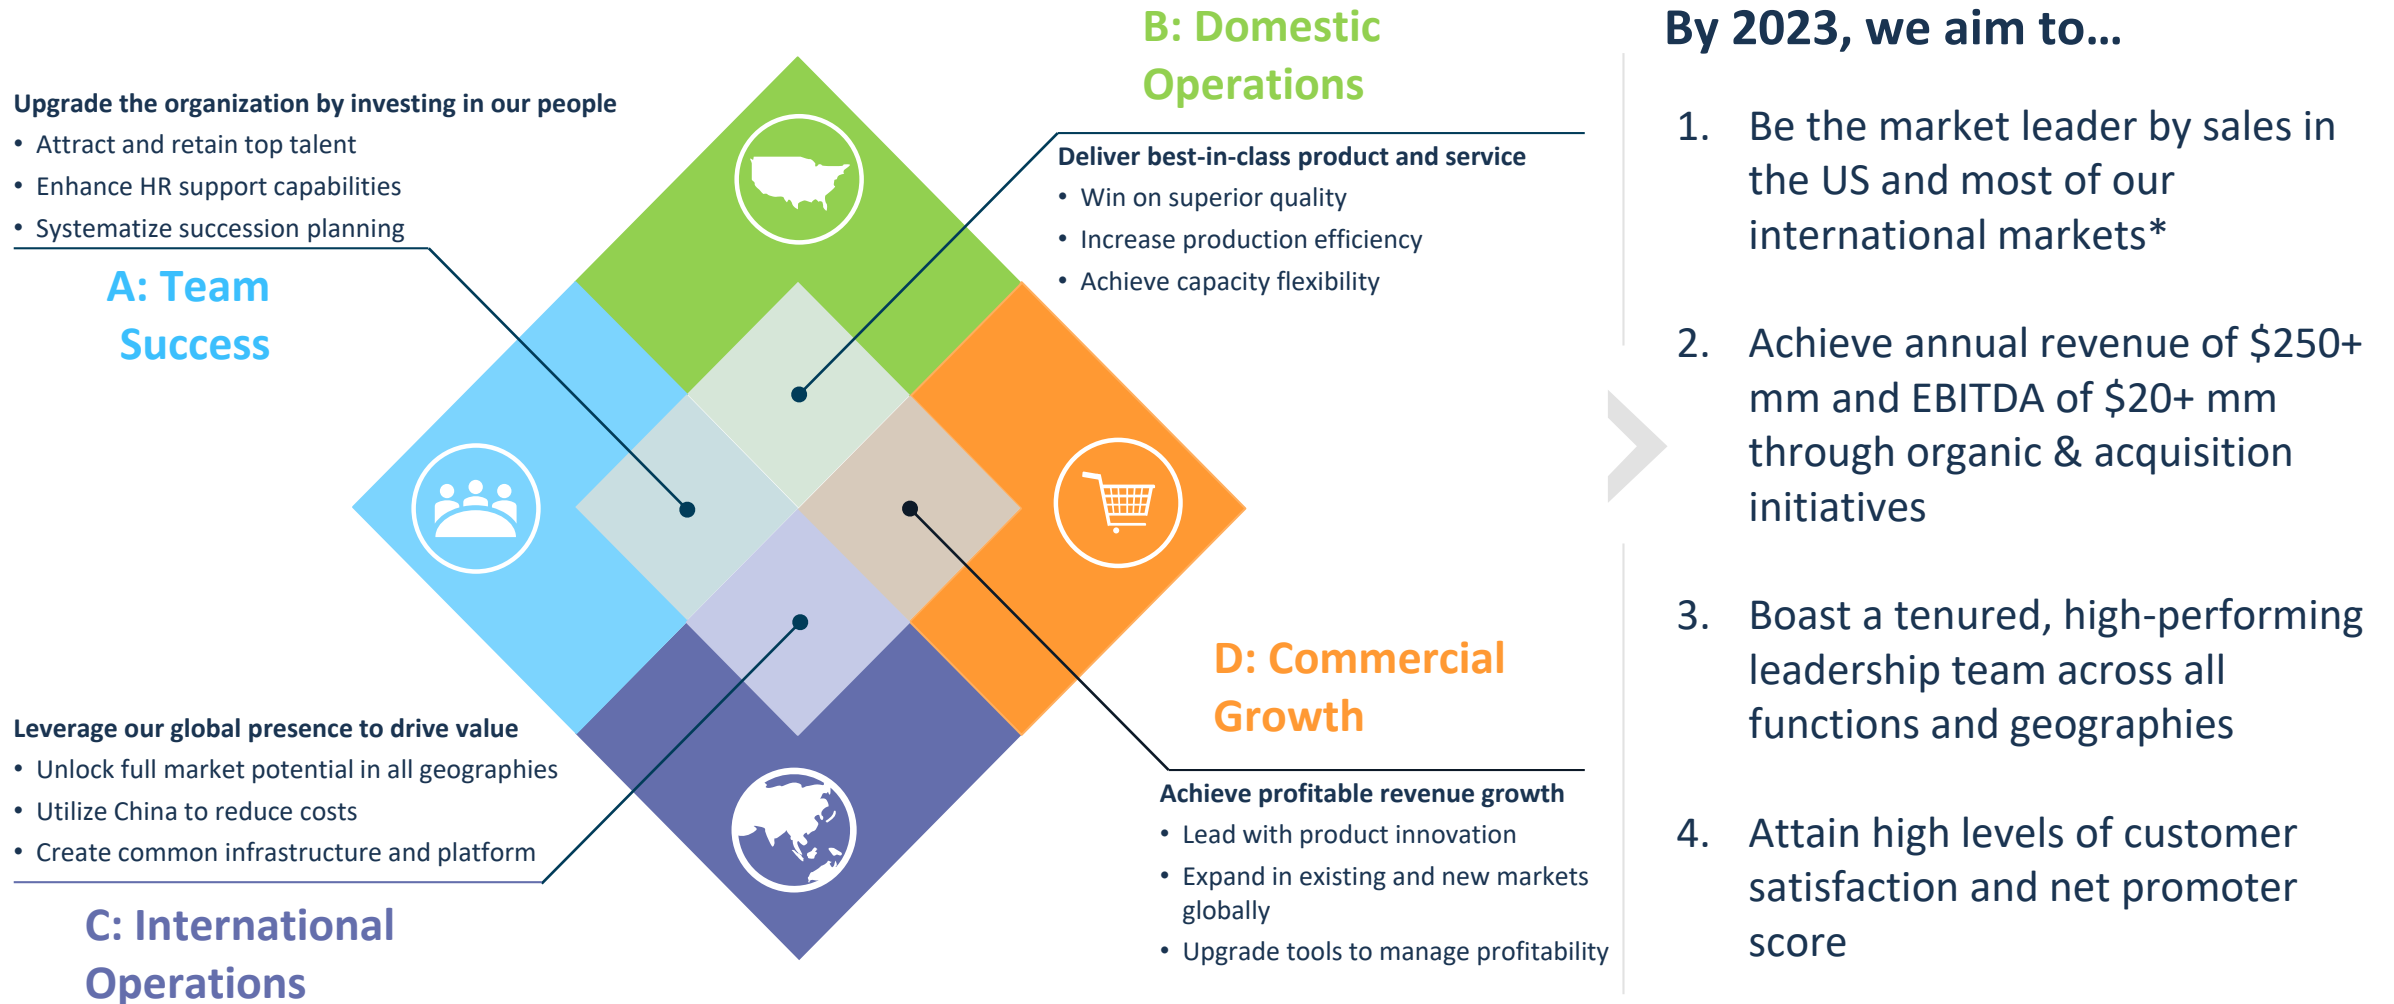 Upgrade the organization by investing in our people
• Attract and retain top talent
• Enhance HR support capabilities
• Systematize succession planning
A: Team
Success
B: Domestic
Operations
Deliver best-in-class product and service
• Win on superior quality
• Increase production efficiency
• Achieve capacity flexibility
Leverage our global presence to drive value
• Unlock full market potential in all geographies
• Utilize China to reduce costs
• Create common infrastructure and platform
C: International
Operations
D: Commercial
Growth
Achieve profitable revenue growth
• Lead with product innovation
• Expand in existing and new markets
globally
• Upgrade tools to manage profitability
By 2023, we aim to…
1. Be the market leader by sales in
the US and most of our
international markets*
2. Achieve annual revenue of $250+
mm and EBITDA of $20+ mm
through organic & acquisition
initiatives
3. Boast a tenured, high-performing
leadership team across all
functions and geographies
4. Attain high levels of customer
satisfaction and net promoter
score